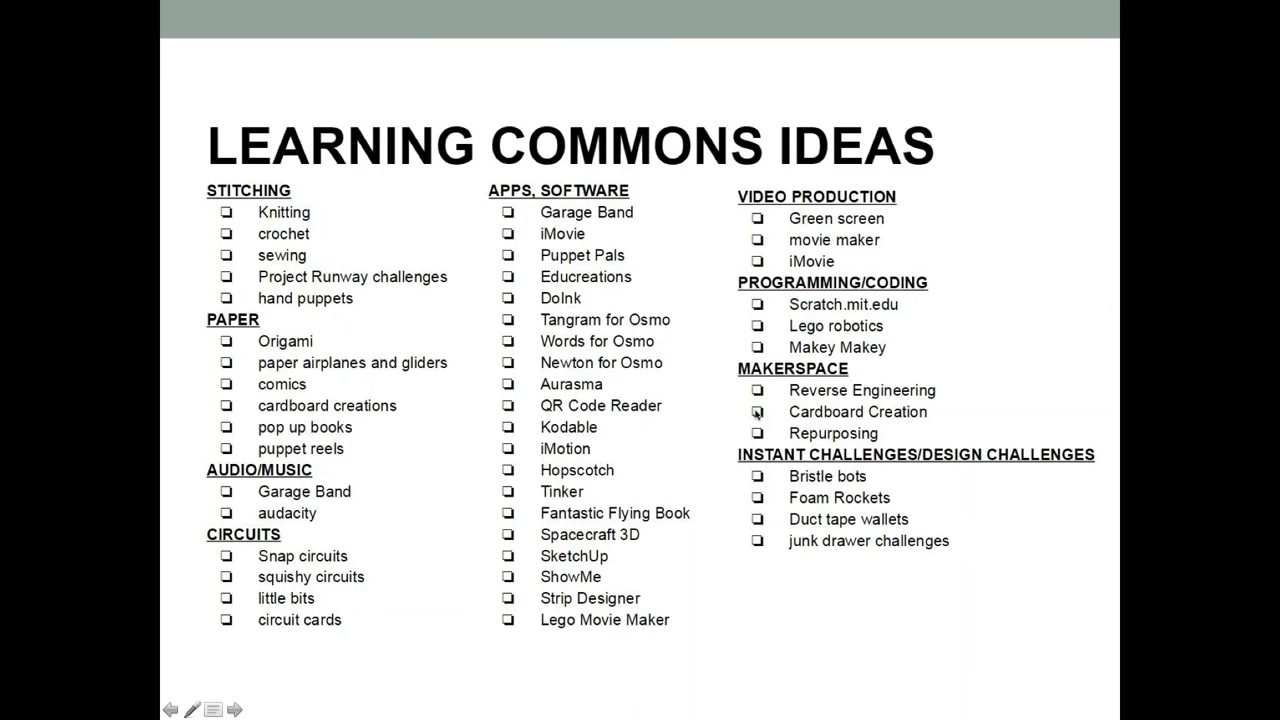 LEARNING COMMONS IDEAS
STITCHING
Knitting
crochet
sewing
Project Runway challenges
hand puppets
PAPER
Origami
paper airplanes and gliders
comics
cardboard creations
pop up books
puppet reels
AUDIO/MUSIC
Garage Band
audacity
CIRCUITS
Snap circuits
squishy circuits
little bits
circuit cards
APPS, SOFTWARE
Garage Band
iMovie
Puppet Pals
Educreations
DoInk
Tangram for Osmo
Words for Osmo
Newton for Osmo
Aurasma
QR Code Reader
Kodable
iMotion
Hopscotch
Tinker
Fantastic Flying Book
Spacecraft 3D
SketchUp
ShowMe
Strip Designer
Lego Movie Maker
VIDEO PRODUCTION
Green screen
movie maker
iMovie
PROGRAMMING/CODING
Scratch.mit.edu
Lego robotics
Makey Makey
MAKERSPACE
Reverse Engineering
Cardboard Creation
Repurposing
INSTANT CHALLENGES/DESIGN CHALLENGES
Bristle bots
Foam Rockets
Duct tape wallets
junk drawer challenges